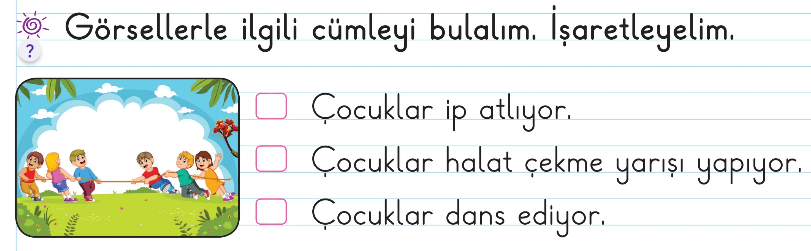 Görsellerle ilgili cümleyi bulalım. İşaretleyelim.
?
Çocuklar ip atlıyor.
Çocuklar halat çekme yarışı yapıyor.
Çocuklar dans ediyor.